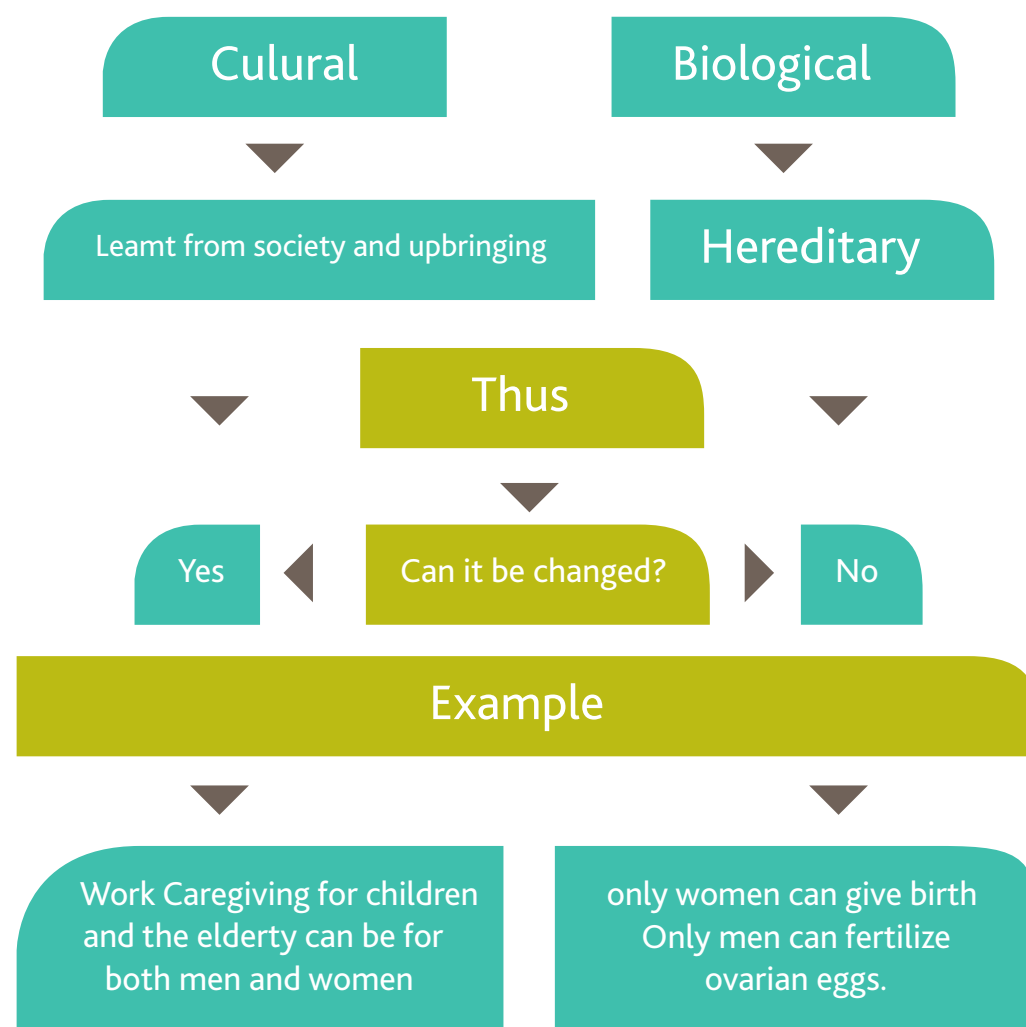 Culural
Biological
Leamt from society and upbringing
Hereditary
Thus
Yes
Can it be changed?
No
Example
Work Caregiving for children
and the elderty can be for
both men and women
only women can give birth
Only men can fertilize
ovarian eggs.